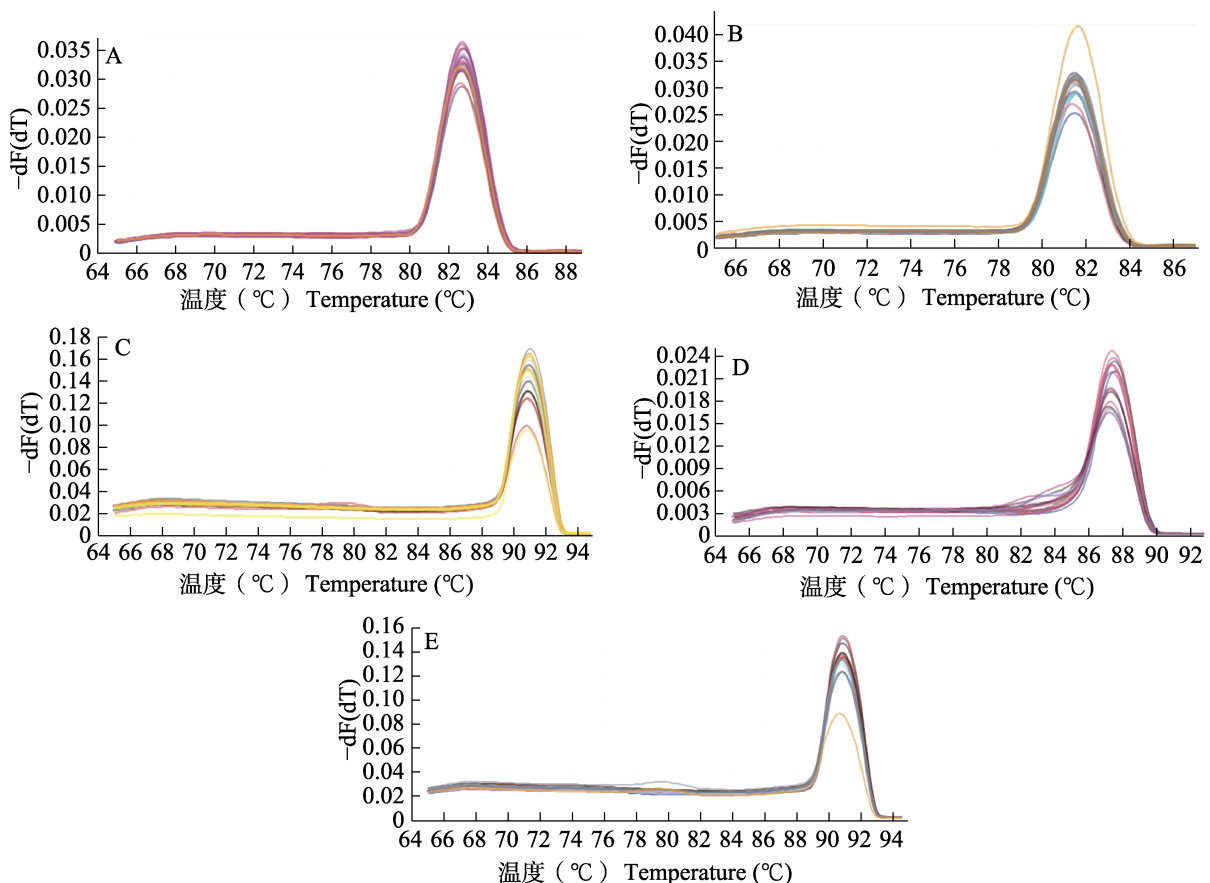 A
−dF(dT)
0.035
0.030
0.025
0.020
0.015
0.010
0.005
0
64 66 68 70 72 74 76 78 80 82 84 86 88
温度（℃）Temperature (℃)
B
−dF(dT)
0.040
0.035
0.030
0.025
0.020
0.015
0.010
0.005
0
66 68 70 72 74 76 78 80 82 84 86
温度（℃）Temperature (℃)
C
−dF(dT)
0.18
0.16
0.14
0.12
0.10
0.08
0.06
0.04
0.02
0
64 66 68 70 72 74 76 78 80 82 84 86 88 90 92 94
温度（℃）Temperature (℃)
D
−dF(dT)
0.024
0.021
0.018
0.015
0.012
0.009
0.006
0.003
0
64 66 68 70 72 74 76 78 80 82 84 86 88 90 92
温度（℃）Temperature (℃)
E
−dF(dT)
0.16
0.14
0.12
0.10
0.08
0.06
0.04
0.02
0
64 66 68 70 72 74 76 78 80 82 84 86 88 90 92 94
温度（℃）Temperature (℃)